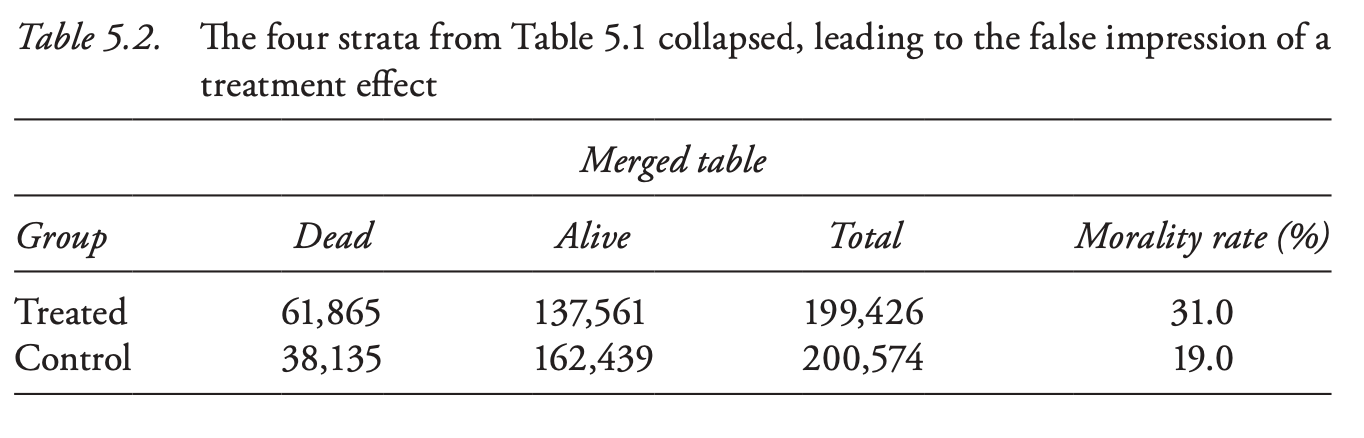 Table 5.2. The four strata from Table 5.1 collapsed, leading to the false impression of a
treatment effect
Merged table
Group Dead Alive Total Morality rate (%)
Treated 61,865 137,561 199,426 31.0
Control 38,135 162,439 200,574 19.0